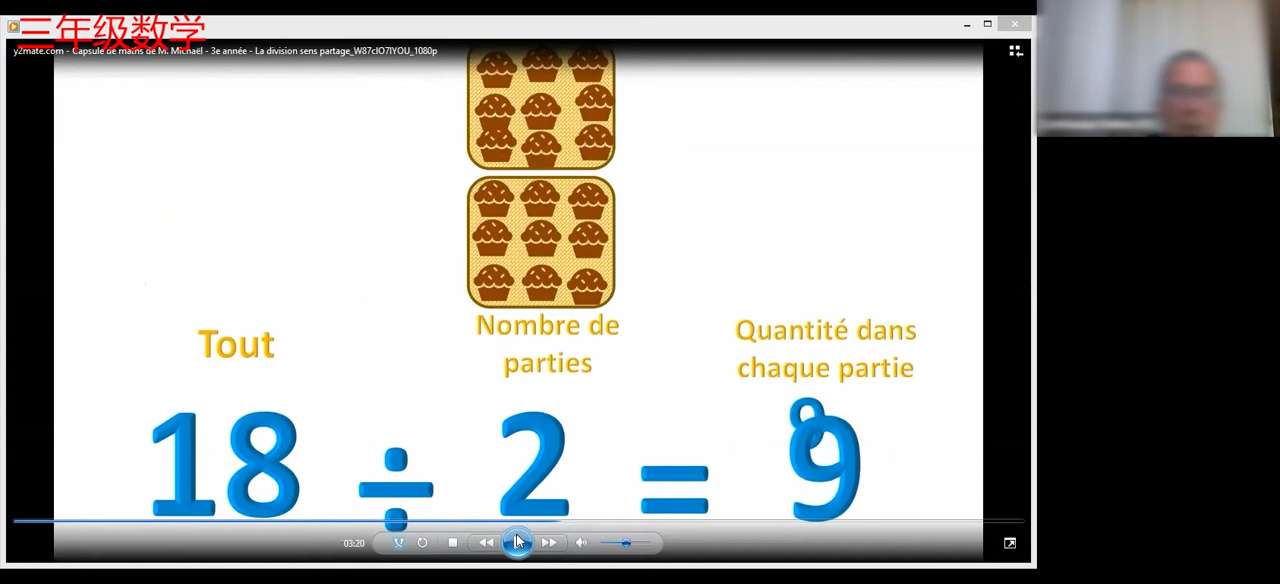 三年级数学
y2mate.com - Capsule de maths de M. Michaël - 3e année - La division sens partage_W87clO7IYOU_1080p
Tout
Nombre de
parties
Quantité dans
chaque partie
18 ÷ 2 = 9
03:20